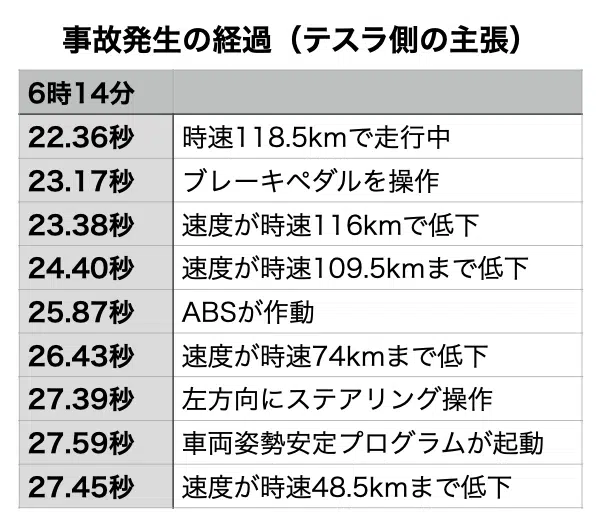 事故発生の経過（テスラ側の主張）
6時14分
22.36秒 時速118.5kmで走行中
23.17秒 ブレーキペダルを操作
23.38秒 速度が時速116kmで低下
24.40秒 速度が時速109.5kmまで低下
25.87秒 ABSが作動
26.43秒 速度が時速74kmまで低下
27.39秒 左方向にステアリング操作
27.59秒 車両姿勢安定プログラムが起動
27.45秒 速度が時速48.5kmまで低下